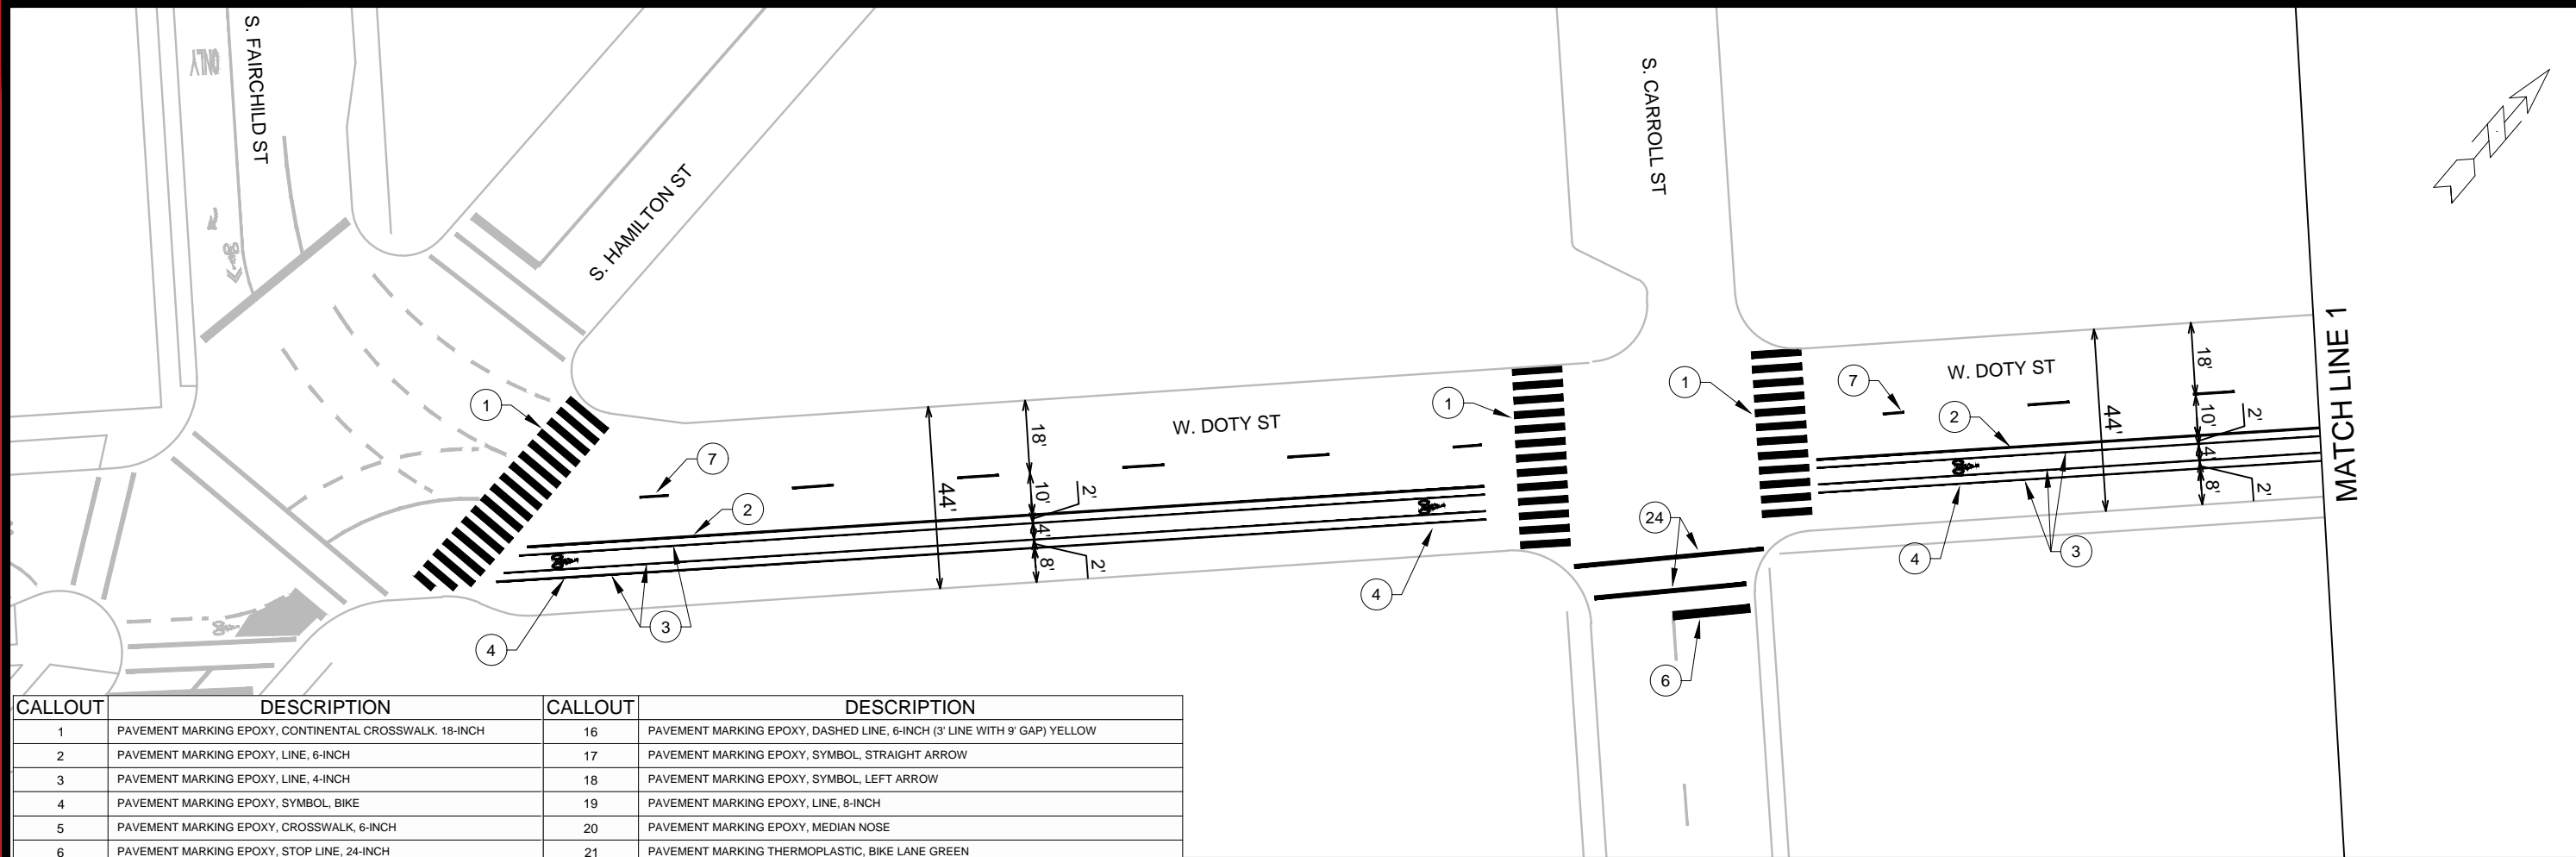 S. FAIRCHILD ST
ONLY
S. HAMILTON ST
S. CARROLL ST
W. DOTY ST
W. DOTY ST
MATCH LINE 1
N
1
7
2
4
3
4
1
1
7
2
4
3
24
6
44'
18'
10'
2'
4'
8'
2'
44'
18'
10'
2'
4'
8'
2'
CALLOUT DESCRIPTION CALLOUT DESCRIPTION
1 PAVEMENT MARKING EPOXY, CONTINENTAL CROSSWALK. 18-INCH 16 PAVEMENT MARKING EPOXY, DASHED LINE, 6-INCH (3' LINE WITH 9' GAP) YELLOW
2 PAVEMENT MARKING EPOXY, LINE, 6-INCH 17 PAVEMENT MARKING EPOXY, SYMBOL, STRAIGHT ARROW
3 PAVEMENT MARKING EPOXY, LINE, 4-INCH 18 PAVEMENT MARKING EPOXY, SYMBOL, LEFT ARROW
4 PAVEMENT MARKING EPOXY, SYMBOL, BIKE 19 PAVEMENT MARKING EPOXY, LINE, 8-INCH
5 PAVEMENT MARKING EPOXY, CROSSWALK, 6-INCH 20 PAVEMENT MARKING EPOXY, MEDIAN NOSE
6 PAVEMENT MARKING EPOXY, STOP LINE, 24-INCH 21 PAVEMENT MARKING THERMOPLASTIC, BIKE LANE GREEN